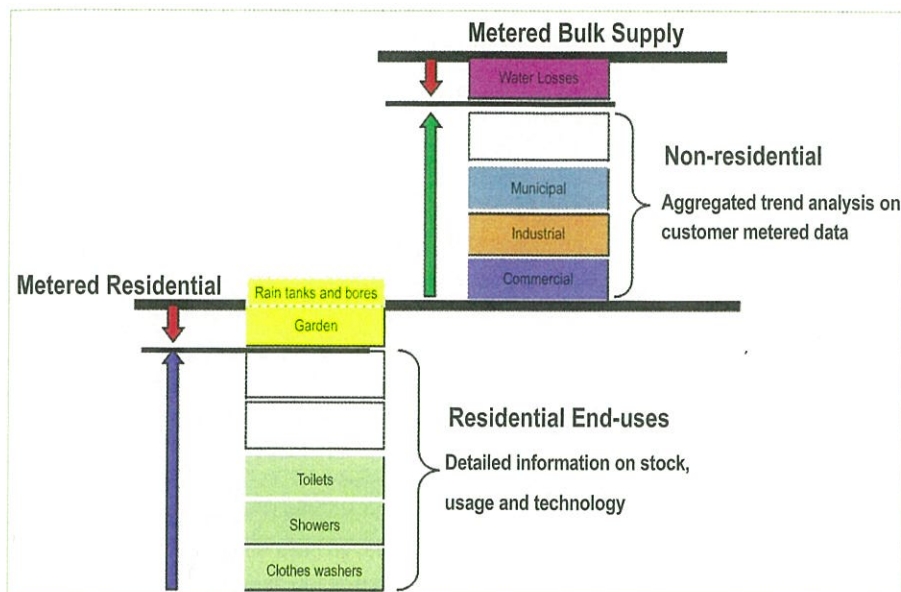 Metered Bulk Supply
Water Losses
Non-residential
Municipal
Aggregated trend analysis on
customer metered data
Industrial
Commercial
Metered Residential
Rain tanks and bores
Garden
Residential End-uses
Detailed information on stock,
usage and technology
Toilets
Showers
Clothes washers